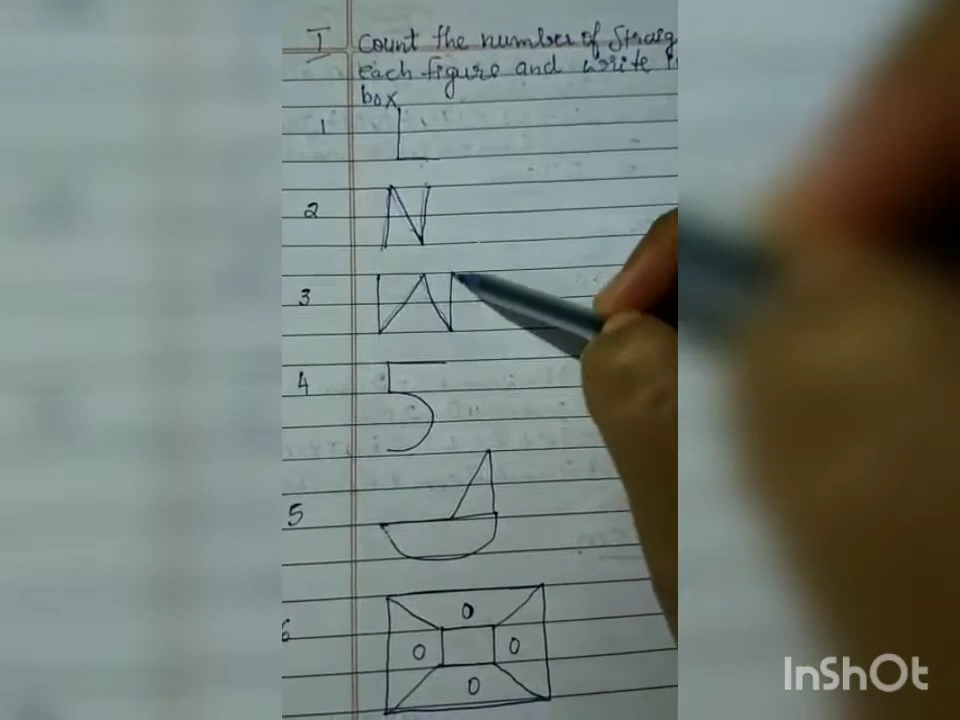 I Count the number of Straig
each figure and write
box
1 L
2 N
3 W
4 5
5
6
0
0 0
0
InShOt